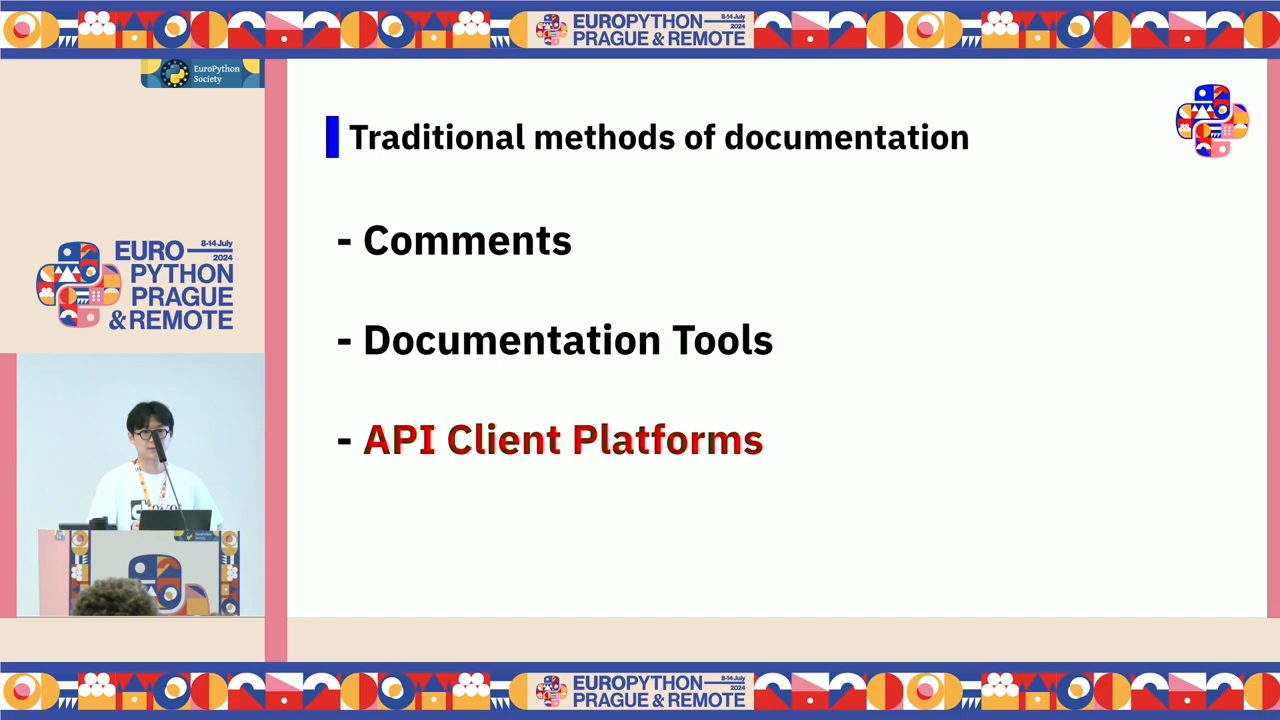 EUROPYTHON 8-14 July 2024
PRAGUE & REMOTE
EuroPython
Society
Traditional methods of documentation
- Comments
- Documentation Tools
- API Client Platforms
EURO 8-14 July
2024
PYTHON
PRAGUE
& REMOTE
EUROPYTHON 8-14 July 2024
PRAGUE & REMOTE